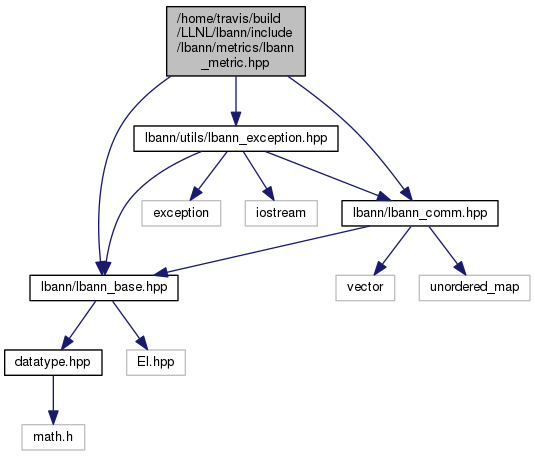 /home/travis/build
/LLNL/lbann/include
/lbann/metrics/lbann
_metric.hpp
lbann/utils/lbann_exception.hpp
exception
iostream
lbann/lbann_comm.hpp
lbann/lbann_base.hpp
vector
unordered_map
datatype.hpp
El.hpp
math.h